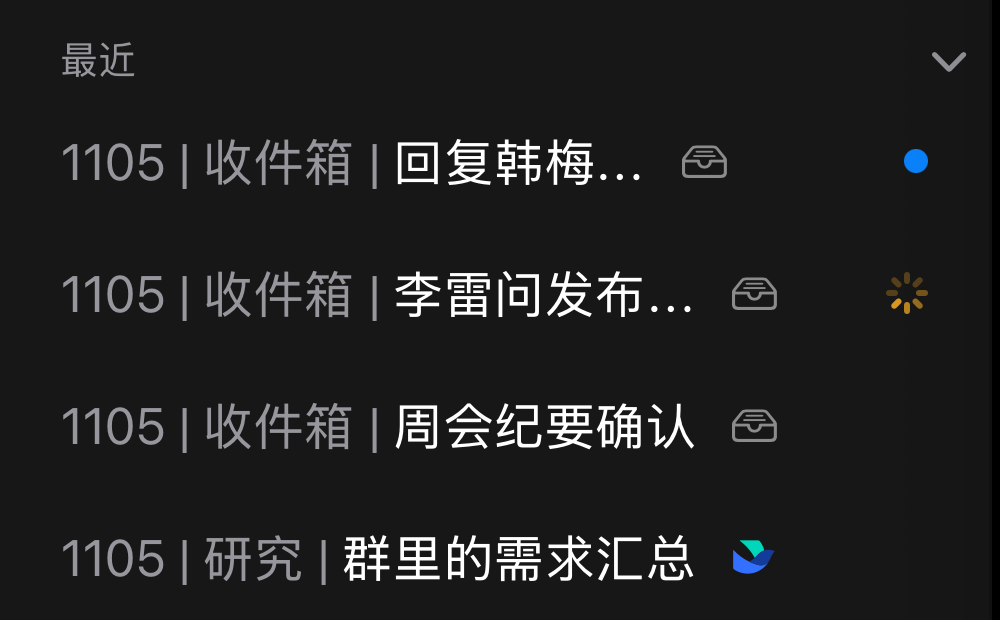 最近
1105 | 收件箱 | 回复韩梅...
1105 | 收件箱 | 李雷问发布...
1105 | 收件箱 | 周会纪要确认
1105 | 研究 | 群里的需求汇总